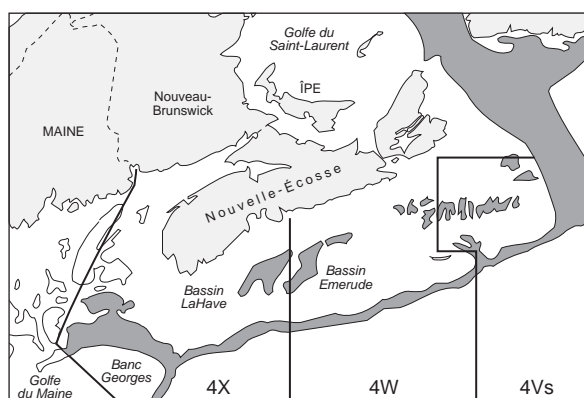 Golfe du
Saint-Laurent
ÎPE
Nouveau-
Brunswick
MAINE
Nouvelle-Écosse
Bassin
LaHave
Bassin
Emerude
Banc
Georges
Golfe
du Maine
4X
4W
4Vs